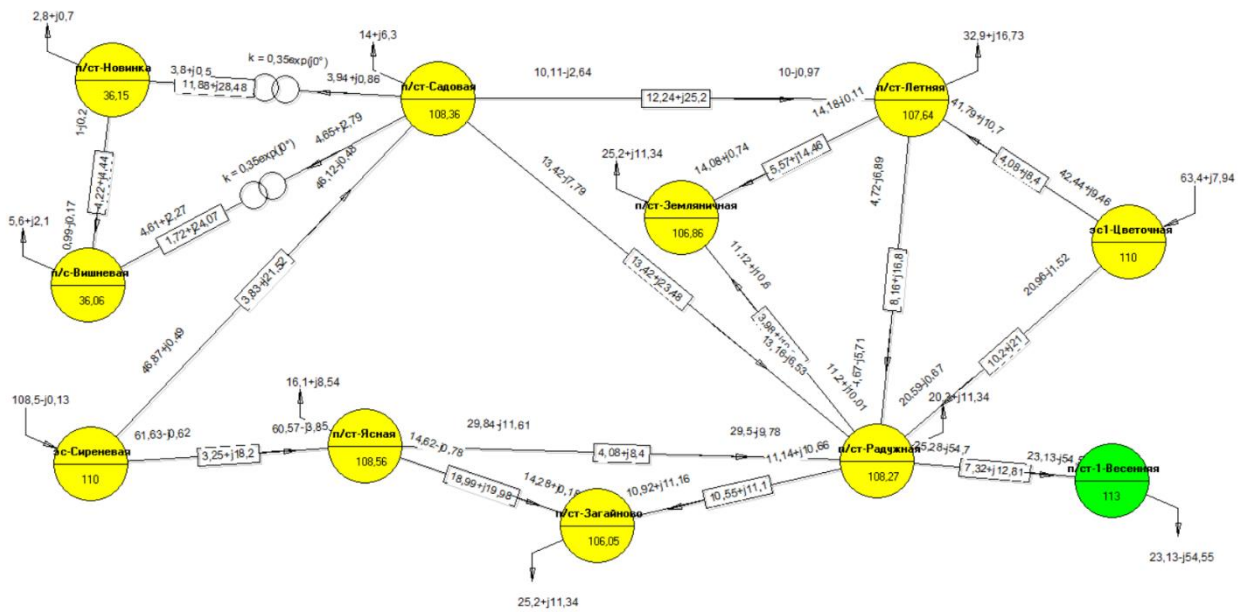 2,8+j0,7
п/ст-Новинка
36,15
3,8+j0,5
11,88+j28,48
k = 0,35exp(j0°)
3,94+j0,86
14+j6,3
п/ст-Садовая
108,36
10,11-j2,64
12,24+j25,2
10-j0,97
32,9+j16,73
п/ст-Летняя
107,64
14,18-j0,11
5,57+j14,46
14,08+j0,74
41,79+j10,7
4,08+j8,4
42,44+j9,46
63,4+j7,94
эс1-Цветочная
110
1-j0,2
4,22+j4,44
0,99-j0,17
5,6+j2,1
п/с-Вишневая
36,06
4,61+j2,27
1,72+j24,07
k = 0,35exp(j0°)
4,65+j2,79
46,12-j0,48
3,83+j21,52
46,87+j0,49
13,42-j7,79
13,42+j23,48
13,16-j6,53
25,2+j11,34
п/ст-Земляничная
106,86
11,12+j10,6
11,2+j10,01
4,72-j6,89
8,16+j16,8
4,67-j5,71
20,96-j1,52
10,2+j21
20,59-j0,67
20,3+j11,34
108,5-j0,13
эс-Сиреневая
110
61,63-j0,62
3,25+j18,2
60,57-j3,85
16,1+j8,54
п/ст-Ясная
108,56
29,84-j11,61
4,08+j8,4
29,5-j9,78
14,62-j0,78
18,99+j19,98
14,28+j0,18
п/ст-Загайново
106,05
25,2+j11,34
10,92+j11,16
10,55+j11,1
11,14+j10,66
п/ст-Радужная
108,27
25,28-j54,7
7,32+j12,81
п/ст-1-Весенняя
113
23,13-j54,55